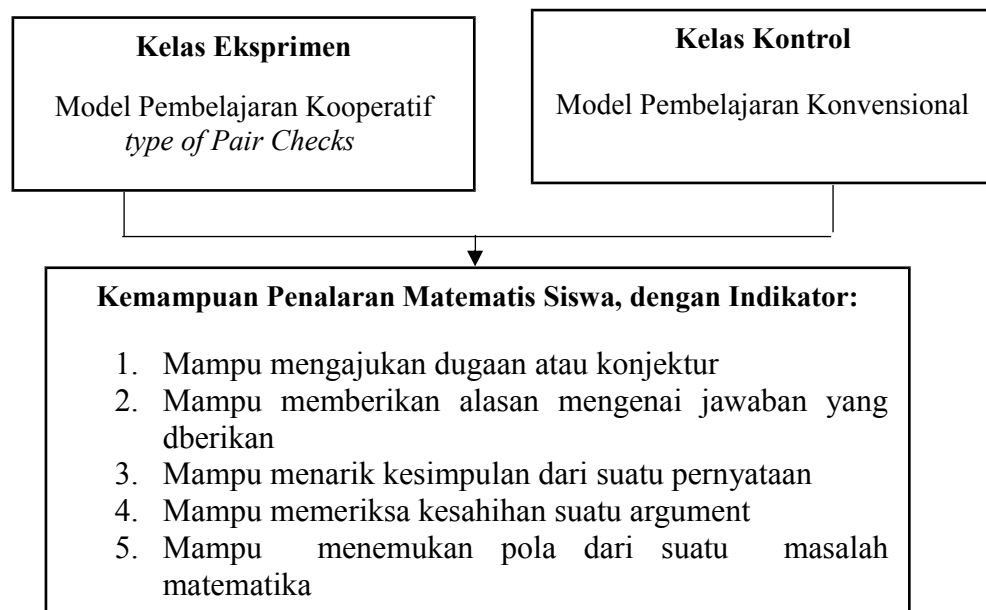 Kelas Eksprimen
Model Pembelajaran Kooperatif
type of Pair Checks
Kelas Kontrol
Model Pembelajaran Konvensional
Kemampuan Penalaran Matematis Siswa, dengan Indikator:
1. Mampu mengajukan dugaan atau konjektur
2. Mampu memberikan alasan mengenai jawaban yang
dberikan
3. Mampu menarik kesimpulan dari suatu pernyataan
4. Mampu memeriksa kesahihan suatu argument
5. Mampu menemukan pola dari suatu masalah
matematika